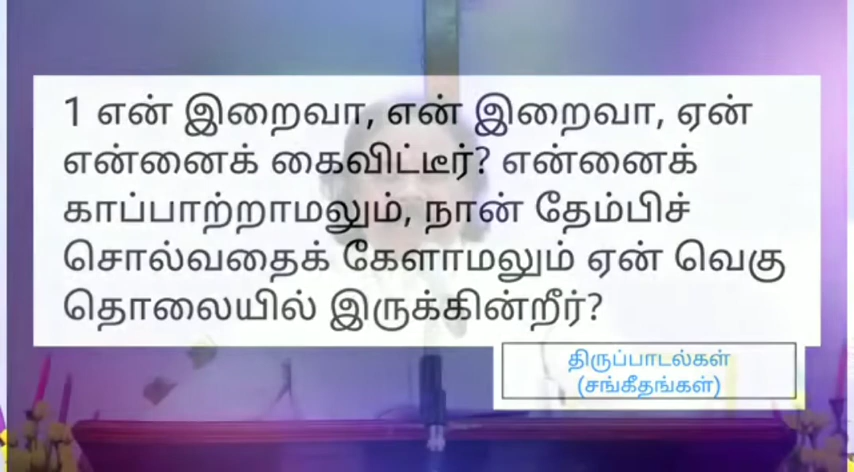 1 என் இறைவா, என் இறைவா, ஏன்
என்னைக் கைவிட்டீர்? என்னைக்
காப்பாற்றாமலும், நான் தேம்பிச்
சொல்வதைக் கேளாமலும் ஏன் வெகு
தொலையில் இருக்கின்றீர்?
திருப்பாடல்கள்
(சங்கீதங்கள்)